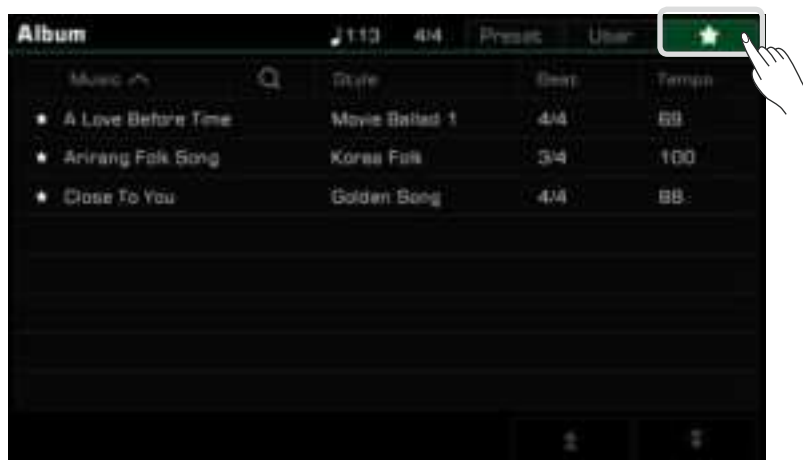 Album ♩113 4/4 Preset User ★
Music Style Beat Tempo
★ A Love Before Time Movie Ballad 1 4/4 69
★ Arirang Folk Song Korea Folk 3/4 100
★ Close To You Golden Song 4/4 88